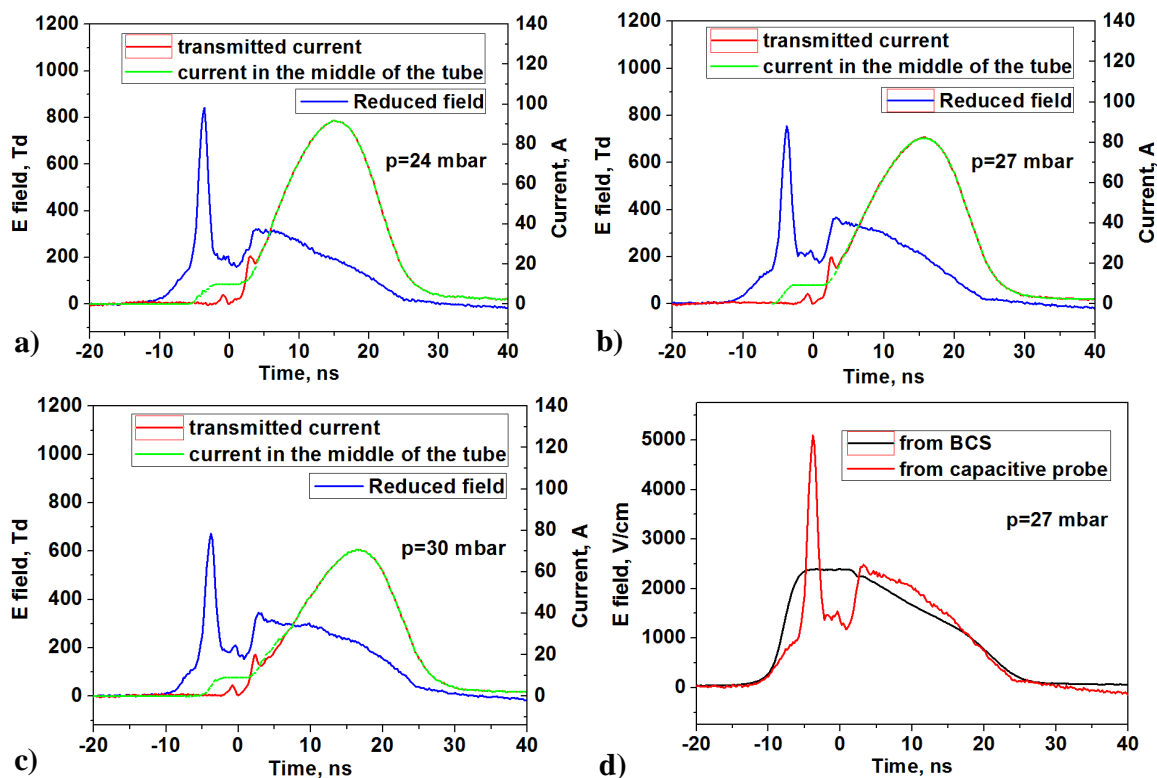 transmitted current
current in the middle of the tube
Reduced field
p=24 mbar
E field, Td
1200
1000
800
600
400
200
0
140
120
100
80
60
40
20
0
Current, A
-20 -10 0 10 20 30 40
Time, ns
a)
transmitted current
current in the middle of the tube
Reduced field
p=27 mbar
E field, Td
1200
1000
800
600
400
200
0
140
120
100
80
60
40
20
0
Current, A
-20 -10 0 10 20 30 40
Time, ns
b)
transmitted current
current in the middle of the tube
Reduced field
p=30 mbar
E field, Td
1200
1000
800
600
400
200
0
140
120
100
80
60
40
20
0
Current, A
-20 -10 0 10 20 30 40
Time, ns
c)
from BCS
from capacitive probe
p=27 mbar
E field, V/cm
5000
4000
3000
2000
1000
0
-20 -10 0 10 20 30 40
Time, ns
d)